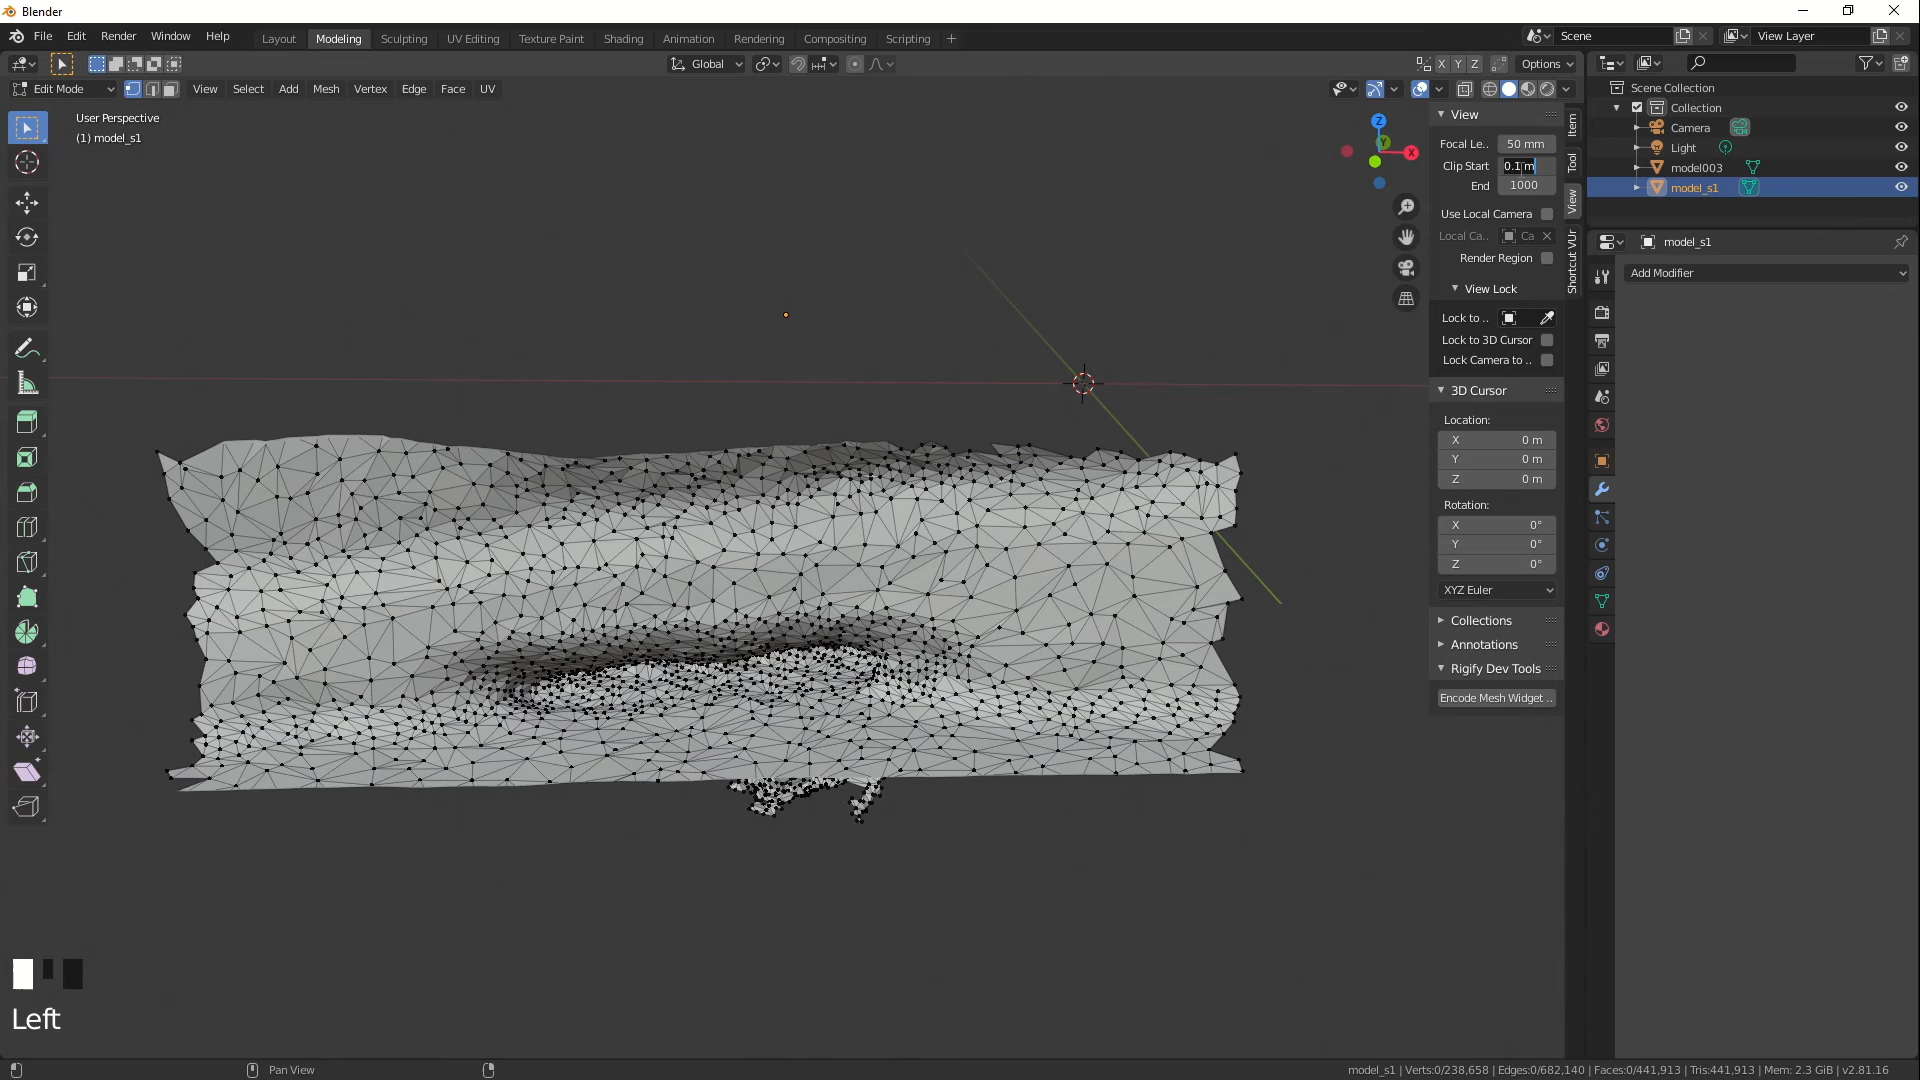 Blender
File Edit Render Window Help
Layout Modeling Sculpting UV Editing Texture Paint Shading Animation Rendering Compositing Scripting +
Scene
View Layer
Global
X Y Z
Options
Edit Mode
View Select Add Mesh Vertex Edge Face UV
User Perspective
(1) model_s1
Z
Y
X
View
Focal Le.. 50 mm
Clip Start 0.1 m
End 1000
Use Local Camera
Local Ca.. Ca
Render Region
View Lock
Lock to ..
Lock to 3D Cursor
Lock Camera to ..
3D Cursor
Location:
X 0 m
Y 0 m
Z 0 m
Rotation:
X 0°
Y 0°
Z 0°
XYZ Euler
Collections
Annotations
Rigify Dev Tools
Encode Mesh Widget ..
Item
Tool
View
Shortcut VUr
Scene Collection
Collection
Camera
Light
model003
model_s1
model_s1
Add Modifier
Left
Pan View
model_s1 | Verts:0/238,658 | Edges:0/682,140 | Faces:0/441,913 | Tris:441,913 | Mem: 2.3 GiB | v2.81.16